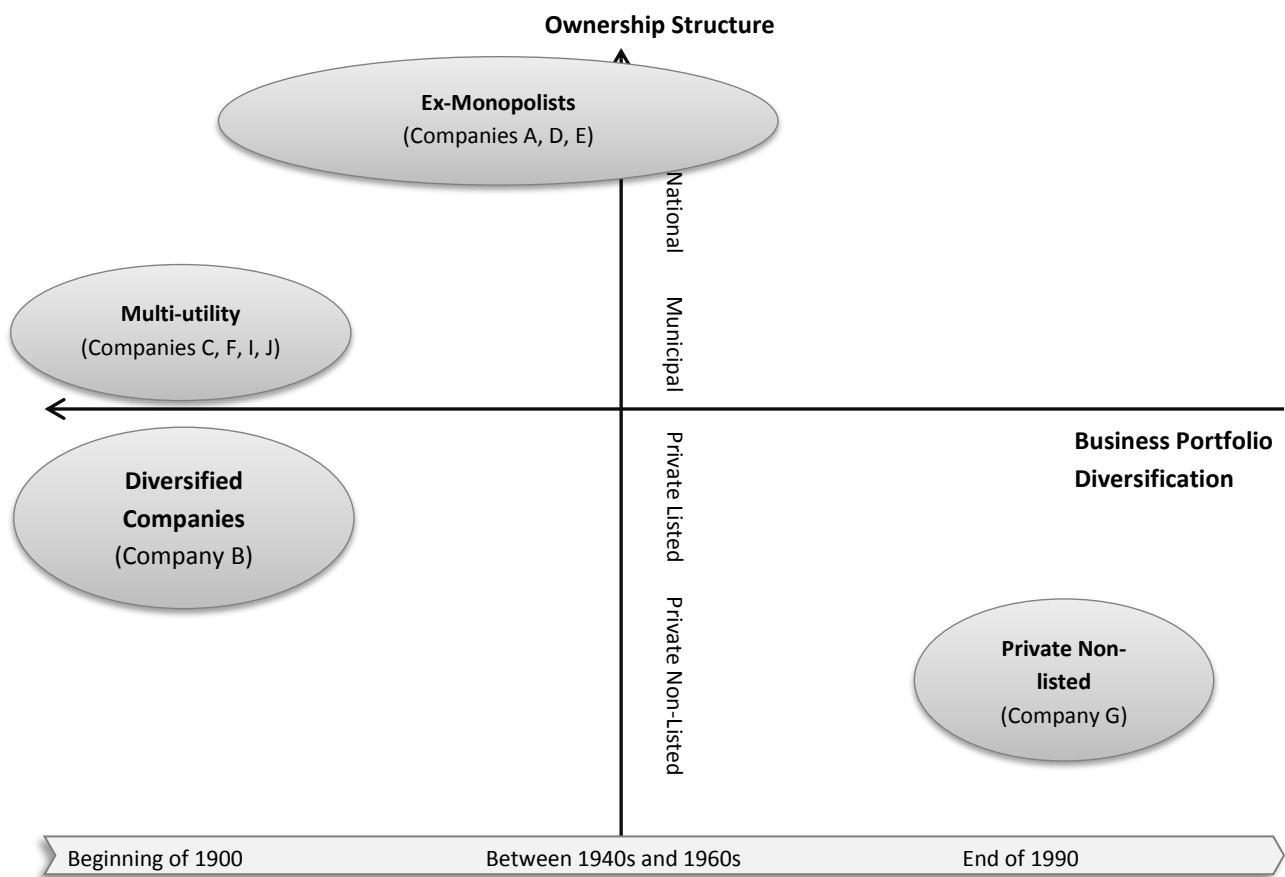 Ownership Structure
Ex-Monopolists
(Companies A, D, E)
National
Multi-utility
(Companies C, F, I, J)
Municipal
Business Portfolio
Diversification
Private Listed
Diversified
Companies
(Company B)
Private Non-Listed
Private Non-
listed
(Company G)
Beginning of 1900
Between 1940s and 1960s
End of 1990